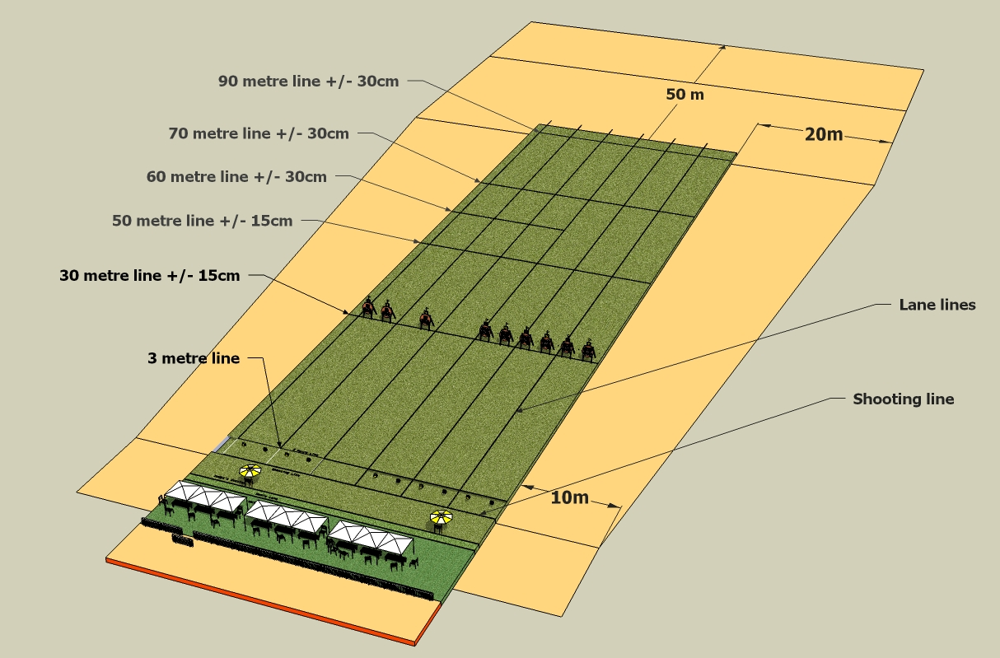 90 metre line +/- 30cm
50 m
70 metre line +/- 30cm
20m
60 metre line +/- 30cm
50 metre line +/- 15cm
30 metre line +/- 15cm
Lane lines
3 metre line
Shooting line
10m